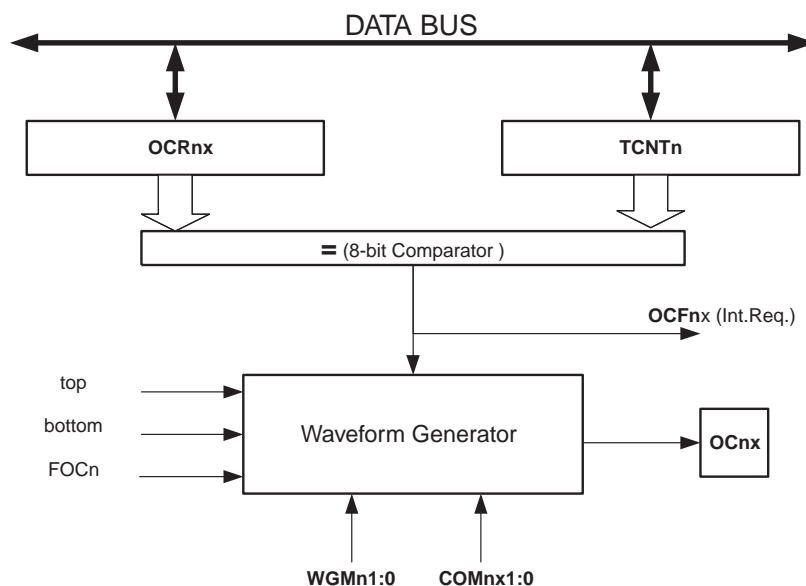 DATA BUS
OCRnx
TCNTn
= (8-bit Comparator )
OCFnx (Int.Req.)
top
bottom
FOCn
Waveform Generator
OCnx
WGMn1:0
COMnx1:0